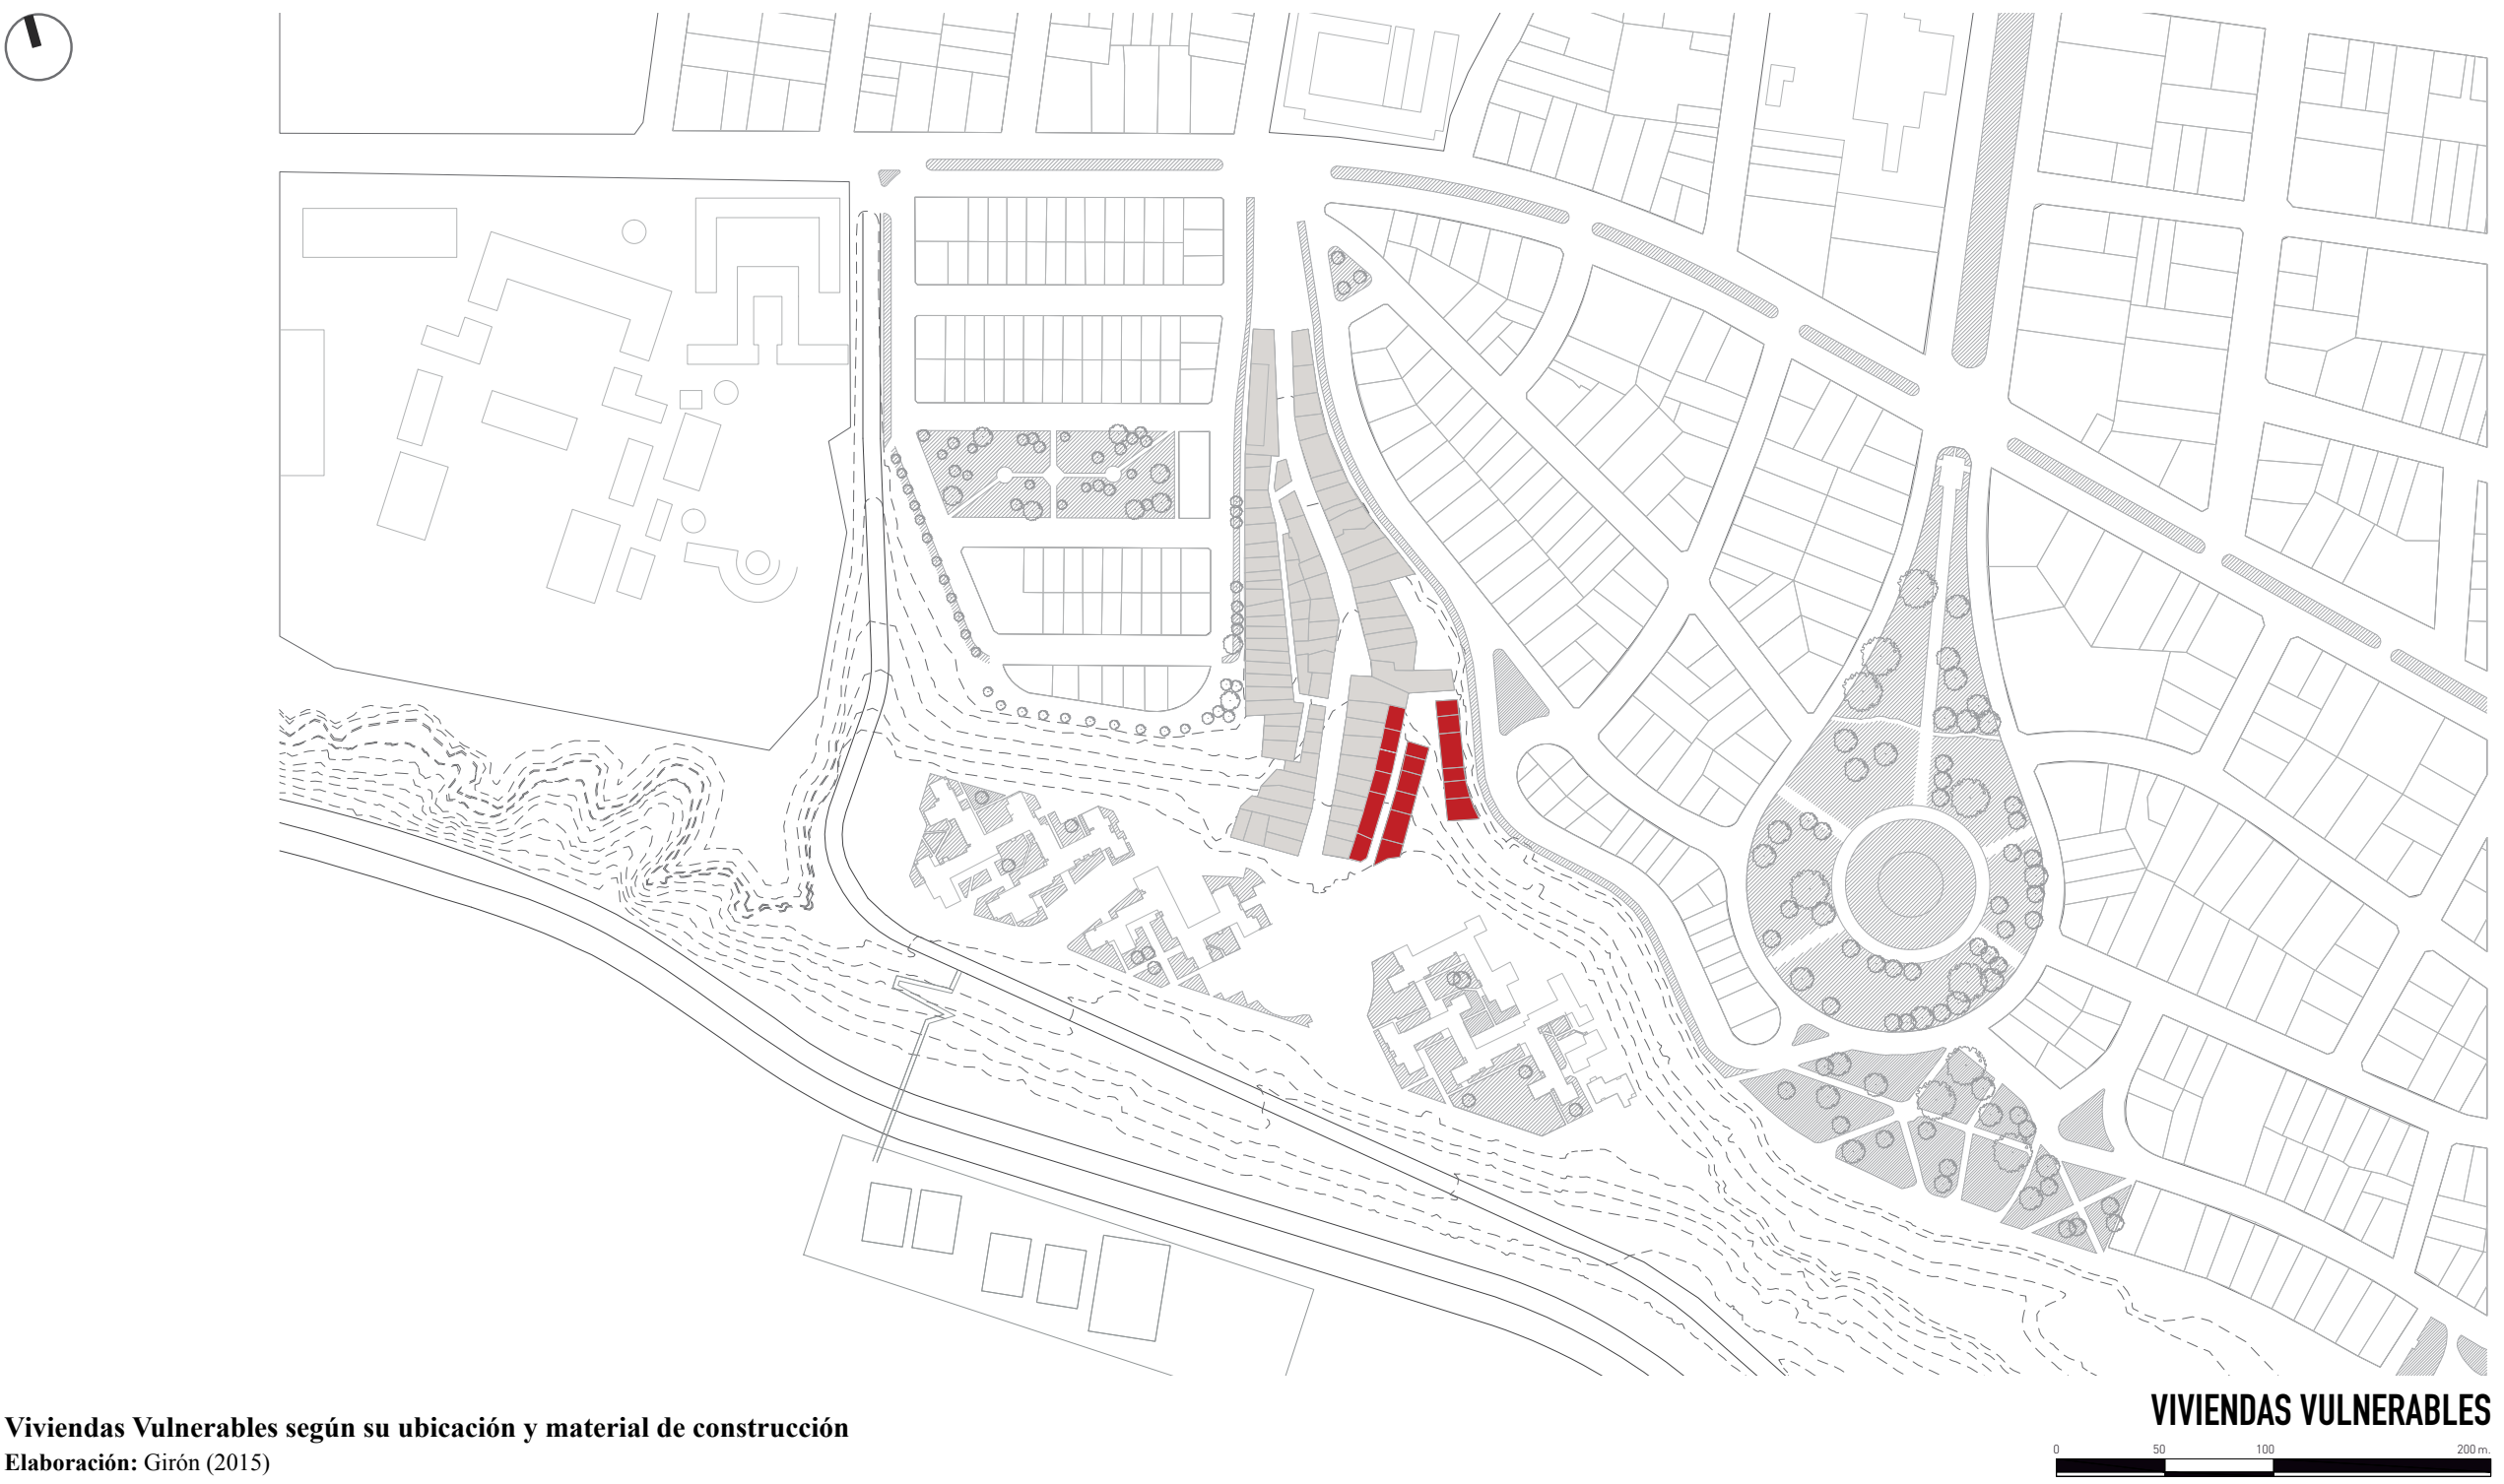 Viviendas Vulnerables según su ubicación y material de construcción
Elaboración: Girón (2015)
VIVIENDAS VULNERABLES
0 50 100 200 m.